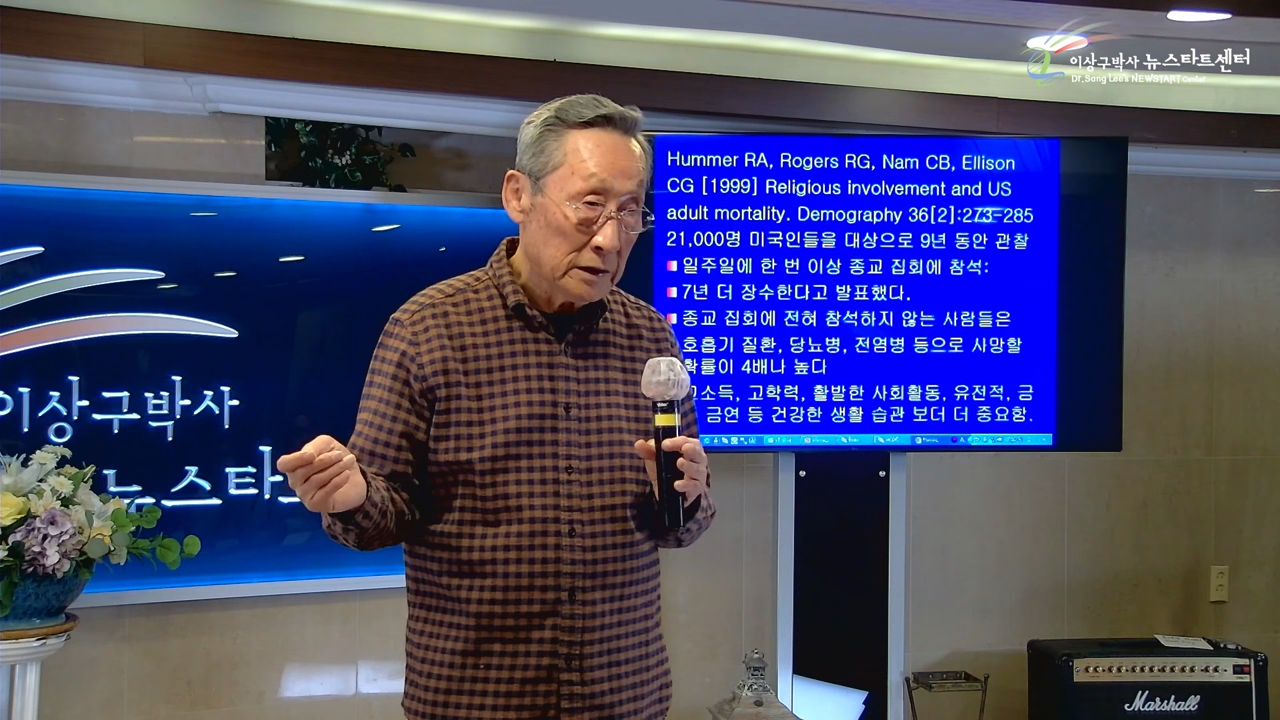 이상구박사 뉴스타트센터
Dr. Sang Lee's NEWSTART Center
Hummer RA, Rogers RG, Nam CB, Ellison
CG [1999] Religious involvement and US
adult mortality. Demography 36[2]:273-285
21,000명 미국인들을 대상으로 9년 동안 관찰
일주일에 한 번 이상 종교 집회에 참석:
7년 더 장수한다고 발표했다.
종교 집회에 전혀 참석하지 않는 사람들은
호흡기 질환, 당뇨병, 전염병 등으로 사망할
확률이 4배나 높다
고소득, 고학력, 활발한 사회활동, 유전적, 금
금연 등 건강한 생활 습관 보더 더 중요함.
이상구박사
뉴스타
Marshall